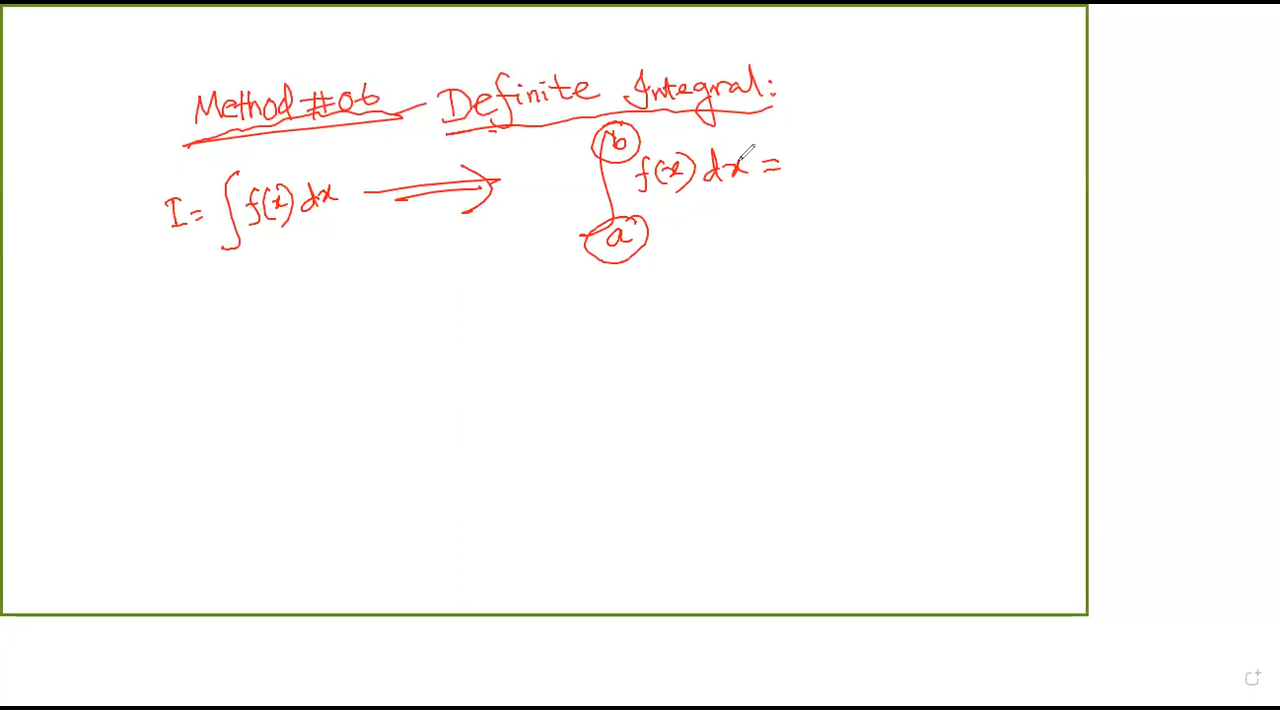 Method #06 Definite Integral:
I = ∫ f(x) dx ⟹ ∫_a^b f(x) dx =